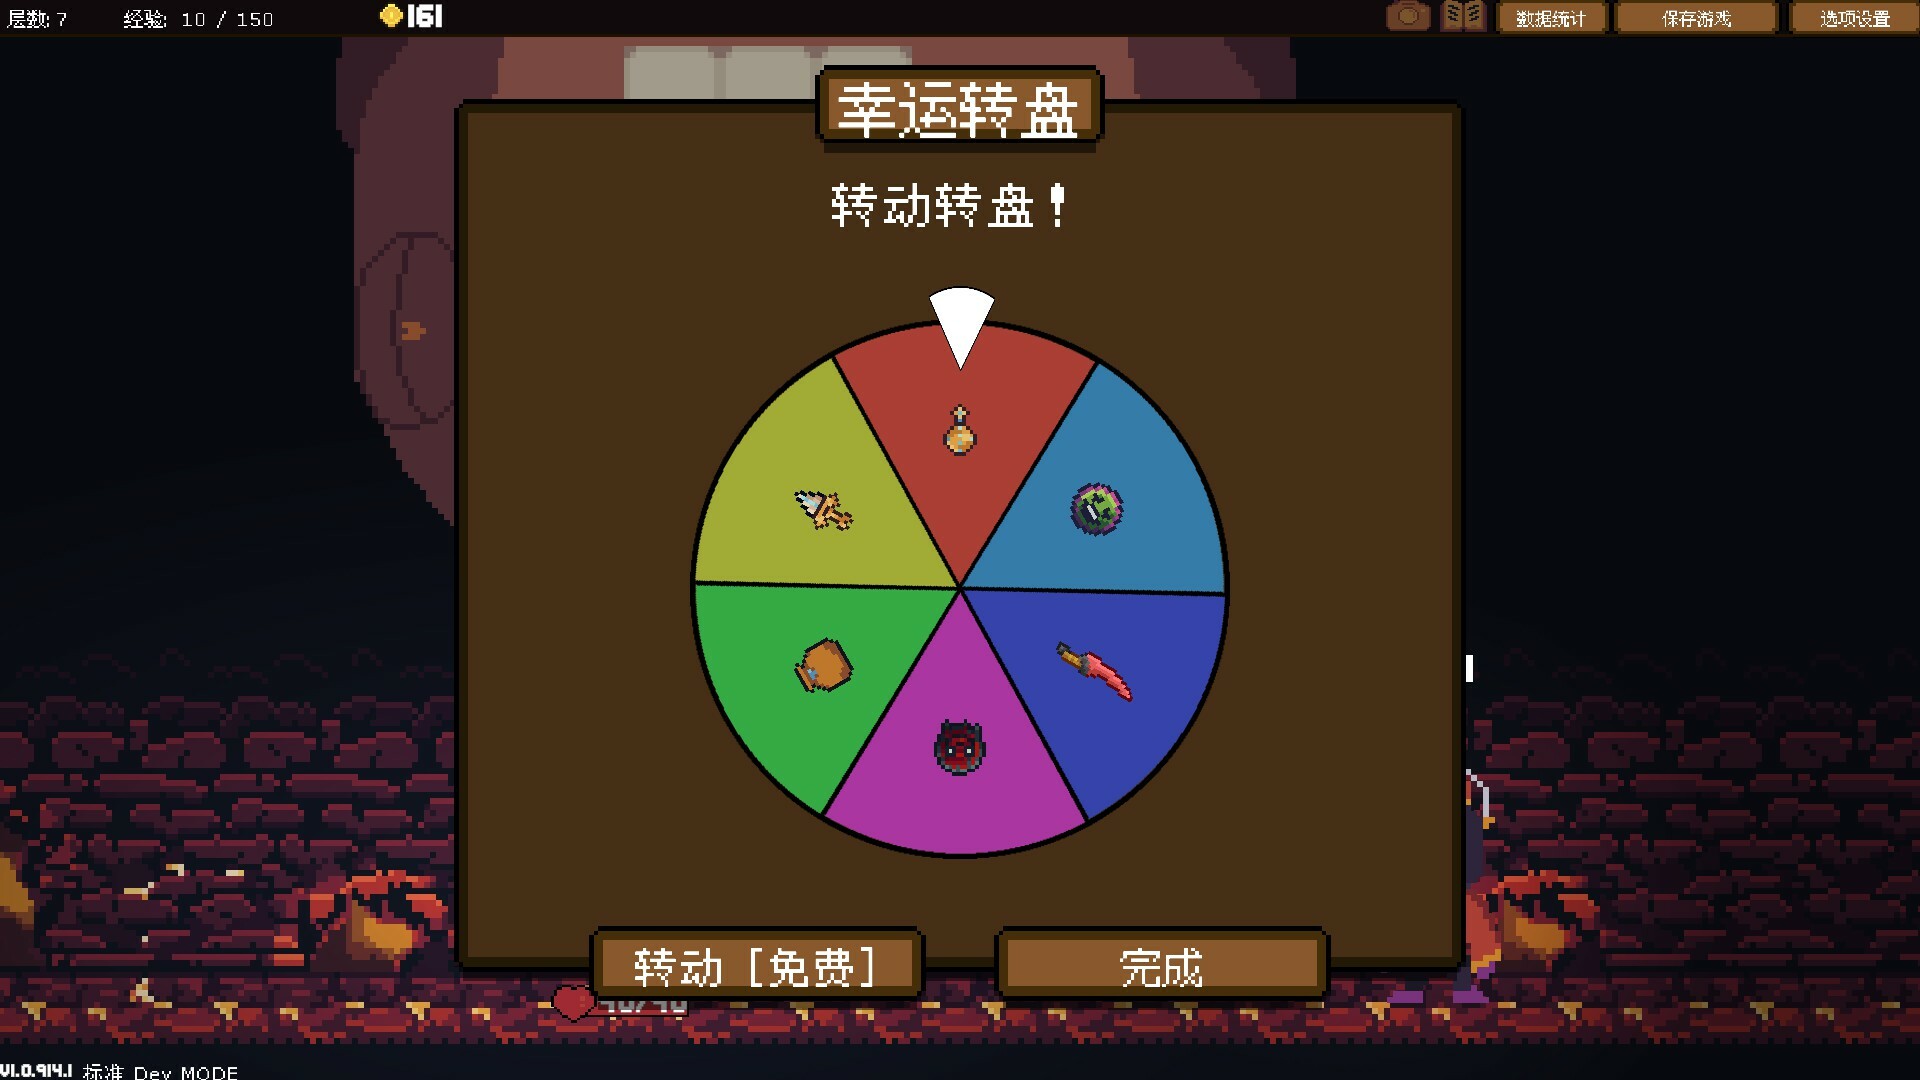 层数: 7 经验: 10 / 150 161 数据统计 保存游戏 选项设置
幸运转盘
转动转盘！
转动 [免费] 完成
V1.0.914.1 标准 Dev MODE